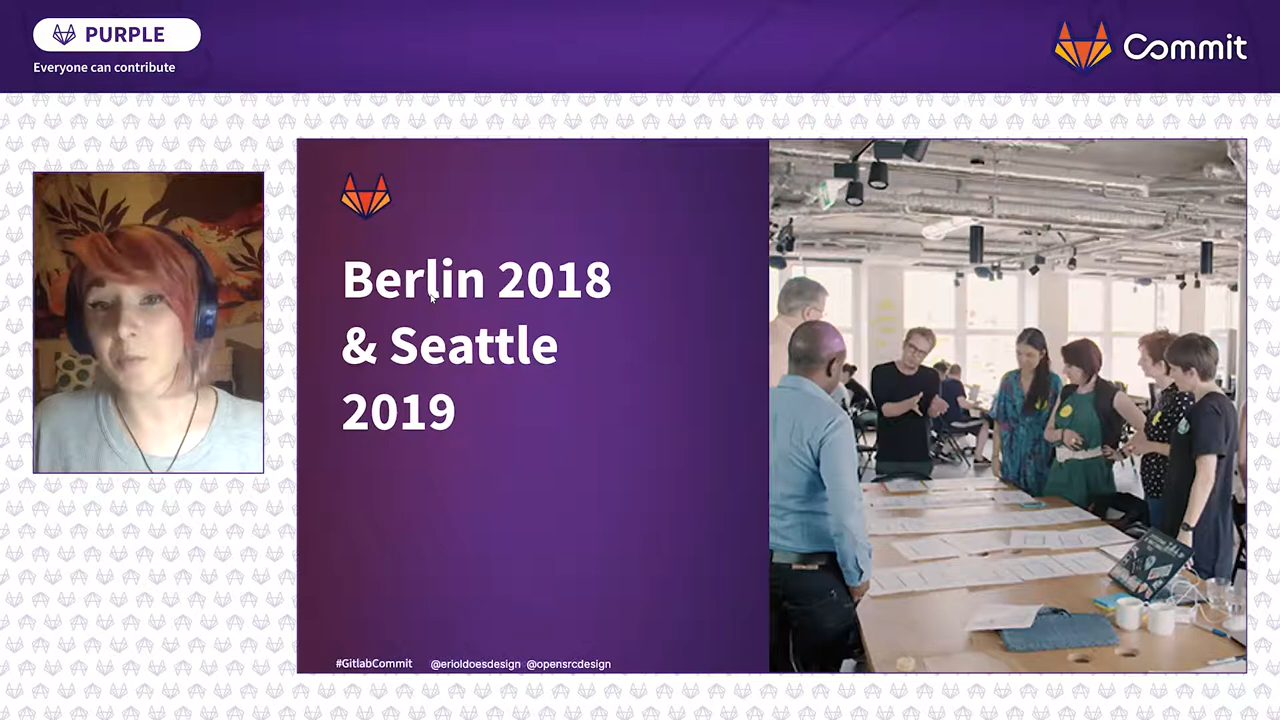 PURPLE
Everyone can contribute
Commit
Berlin 2018
& Seattle
2019
#GitlabCommit @erioldoesdesign @opensrcdesign